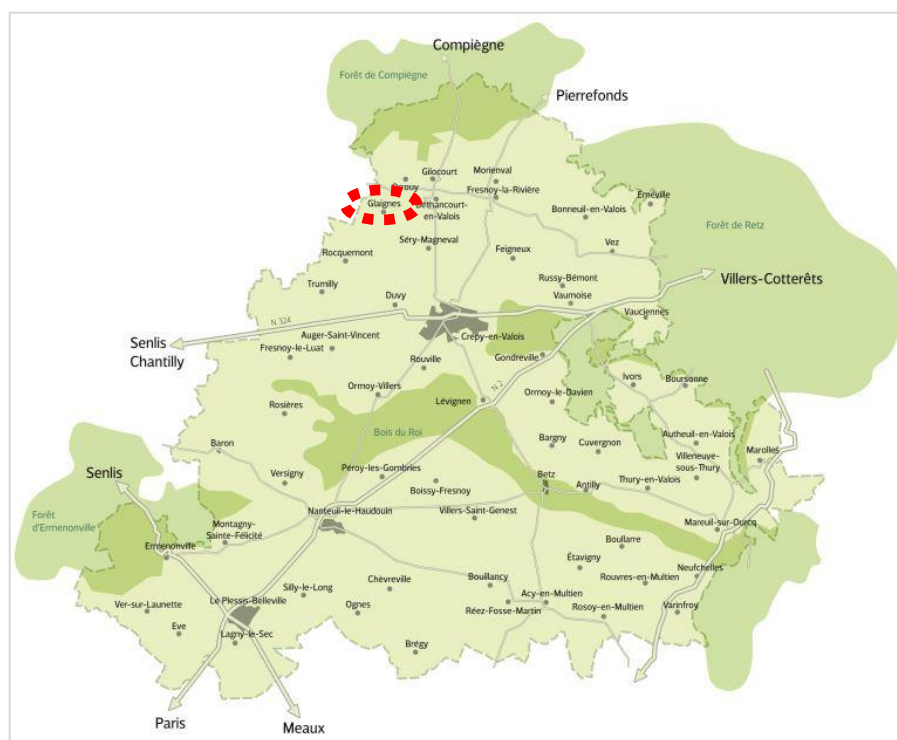 Compiègne
Forêt de Compiègne
Pierrefonds
Gilocourt
Morienval
Orrouy
Glaignes
Béthancourt-
en-Valois
Fresnoy-la-Rivière
Eméville
Bonneuil-en-Valois
Forêt de Retz
Séry-Magneval
Feigneux
Vez
Rocquemont
Trumilly
Russy-Bémont
Villers-Cotterêts
Duvy
Vaumoise
Vauciennes
N 324
Senlis
Chantilly
Auger-Saint-Vincent
Crépy-en-Valois
Fresnoy-le-Luat
Rouville
Gondreville
Ivors
Boursonne
Ormoy-Villers
N 2
Lévignen
Ormoy-le-Davien
Rosières
Bois du Roi
Baron
Bargny
Cuvergnon
Autheuil-en-Valois
Marolles
Villeneuve-
sous-Thury
Senlis
Versigny
Péroy-les-Gombries
Boissy-Fresnoy
Betz
Antilly
Thury-en-Valois
Forêt
d'Ermenonville
Nanteuil-le-Haudouin
Villers-Saint-Genest
Montagny-
Sainte-Félicité
Mareuil-sur-Ourcq
Ermenonville
Boullarre
Étavigny
Neufchelles
Silly-le-Long
Chèvreville
Bouillancy
Rouvres-en-Multien
Ver-sur-Launette
Le Plessis-Belleville
Ognes
Acy-en-Multien
Réez-Fosse-Martin
Rosoy-en-Multien
Varinfroy
Eve
Lagny-le-Sec
Brégy
Paris
Meaux